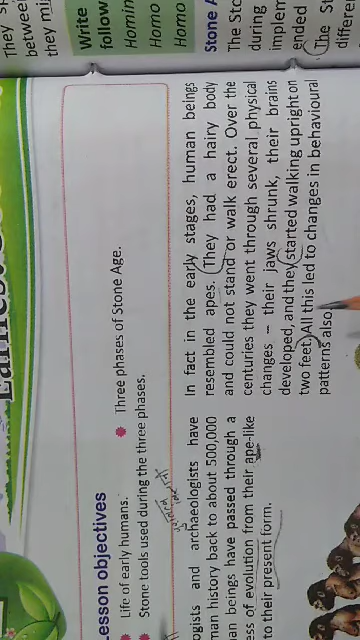 esson objectives
Life of early humans.
Three phases of Stone Age.
Stone tools used during the three phases.
ogists and archaeologists have
man history back to about 500,000
n beings have passed through a
ess of evolution from their ape-like
to their present form.
In fact in the early stages, human beings
resembled apes. They had a hairy body
and could not stand or walk erect. Over the
centuries they went through several physical
changes – their jaws shrunk, their brains
developed, and they started walking upright on
two feet. All this led to changes in behavioural
patterns also.
They
between
they mi
Write
follow
Homin
Homo
Homo
Stone A
The Sto
during
implem
ended
The St
differen